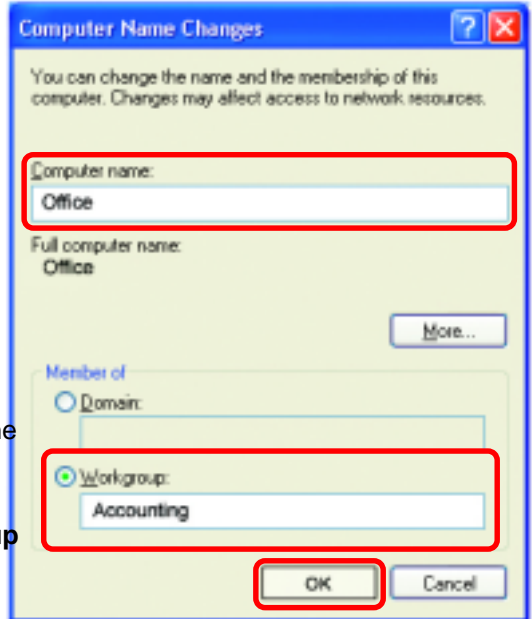 Computer Name Changes
You can change the name and the membership of this
computer. Changes may affect access to network resources.
Computer name:
Office
Full computer name:
Office
More...
Member of
Domain:
Workgroup:
Accounting
OK Cancel